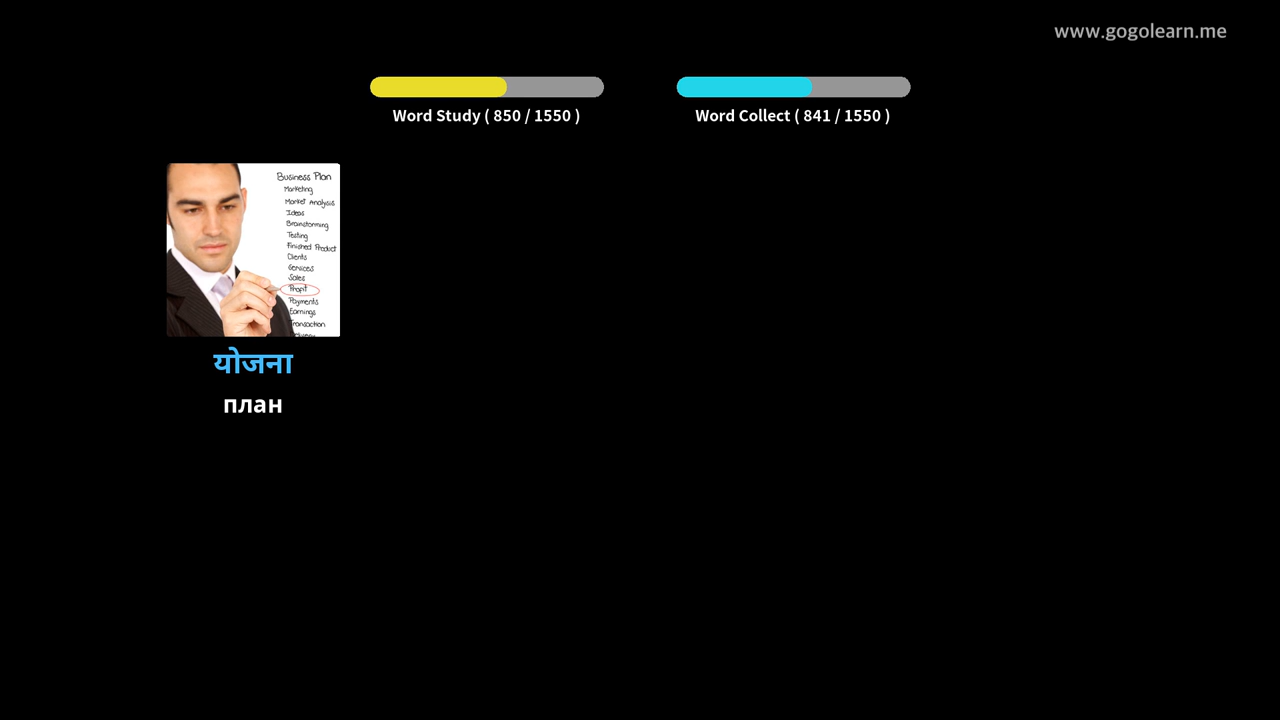 www.gogolearn.me
Word Study ( 850 / 1550 )
Word Collect ( 841 / 1550 )
Business Plan
Marketing
Market Analysis
Ideas
Brainstorming
Testing
Finished Product
Clients
Services
Sales
Profit
Payments
Earnings
Transaction
योजना
план